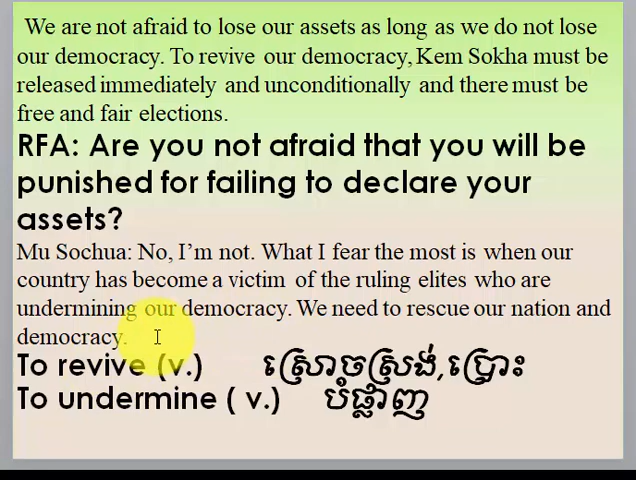 We are not afraid to lose our assets as long as we do not lose
our democracy. To revive our democracy, Kem Sokha must be
released immediately and unconditionally and there must be
free and fair elections.
RFA: Are you not afraid that you will be
punished for failing to declare your
assets?
Mu Sochua: No, I'm not. What I fear the most is when our
country has become a victim of the ruling elites who are
undermining our democracy. We need to rescue our nation and
democracy.
To revive (v.) ស្រោចស្រង់,ប្រោះ
To undermine ( v.) បំផ្លាញ